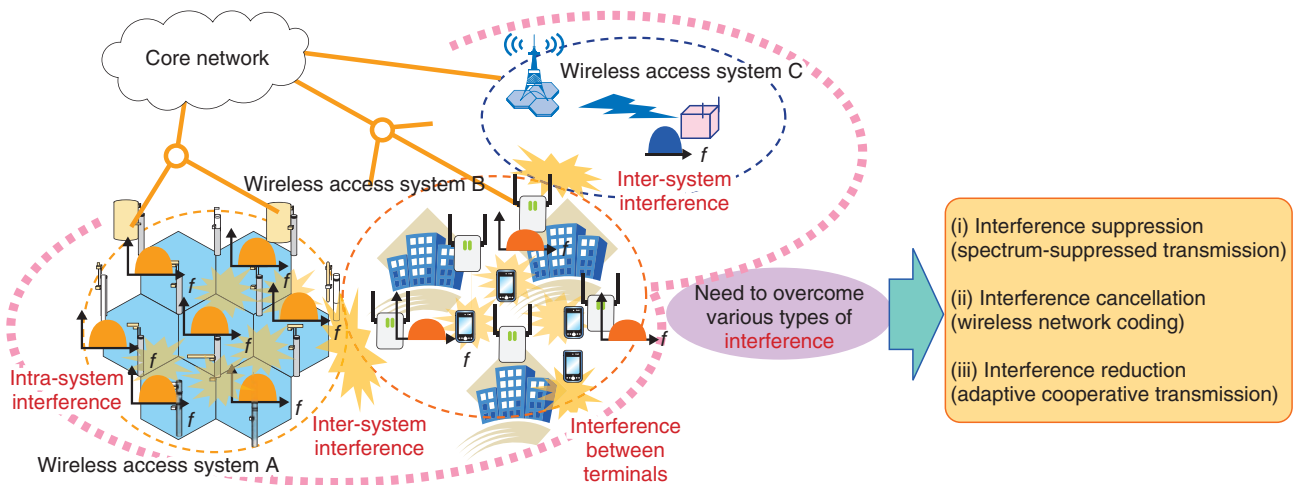 Core network
Wireless access system C
f
Inter-system
interference
Wireless access system B
f
f
f
f
f
f
f
f
f
f
f
Intra-system
interference
Inter-system
interference
Interference
between
terminals
Wireless access system A
Need to overcome
various types of
interference
(i) Interference suppression
(spectrum-suppressed transmission)
(ii) Interference cancellation
(wireless network coding)
(iii) Interference reduction
(adaptive cooperative transmission)